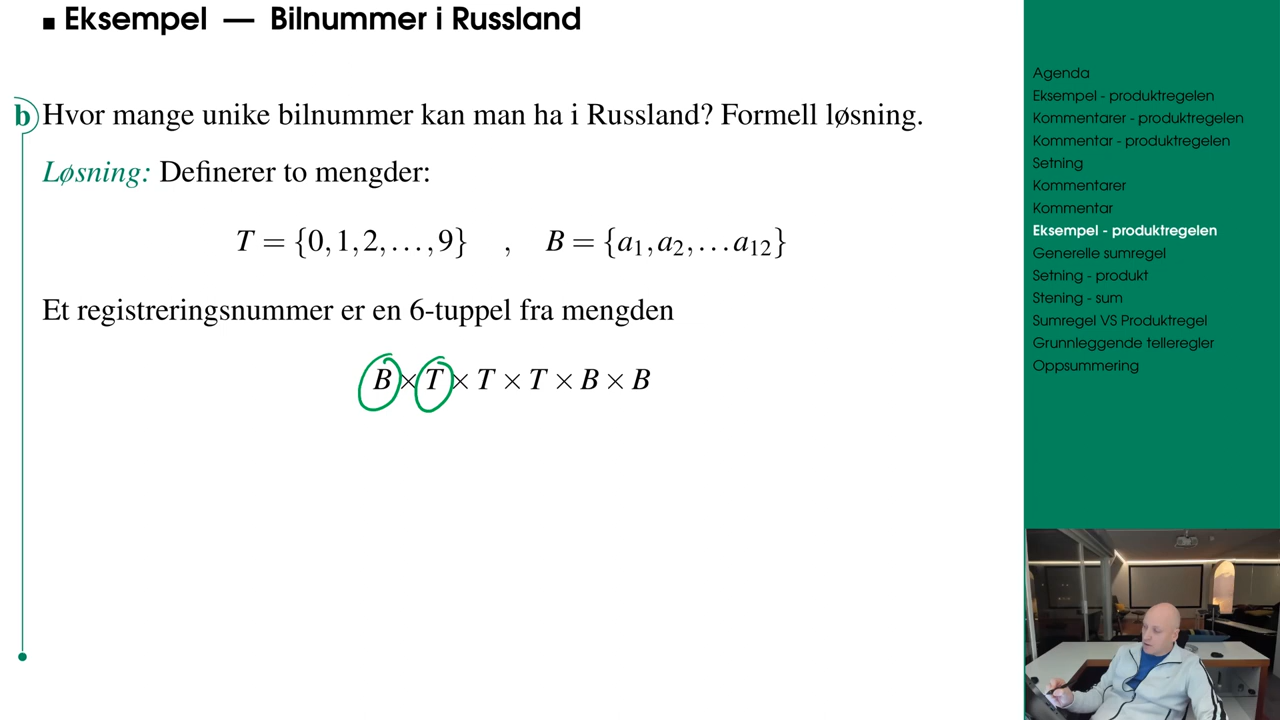 ▪ Eksempel — Bilnummer i Russland
b Hvor mange unike bilnummer kan man ha i Russland? Formell løsning.
Løsning: Definerer to mengder:
T = {0, 1, 2, . . . , 9} , B = {a₁, a₂, . . . a₁₂}
Et registreringsnummer er en 6-tuppel fra mengden
B × T × T × T × B × B
Agenda
Eksempel - produktregelen
Kommentarer - produktregelen
Kommentar - produktregelen
Setning
Kommentarer
Kommentar
Eksempel - produktregelen
Generelle sumregel
Setning - produkt
Stening - sum
Sumregel VS Produktregel
Grunnleggende telleregler
Oppsummering